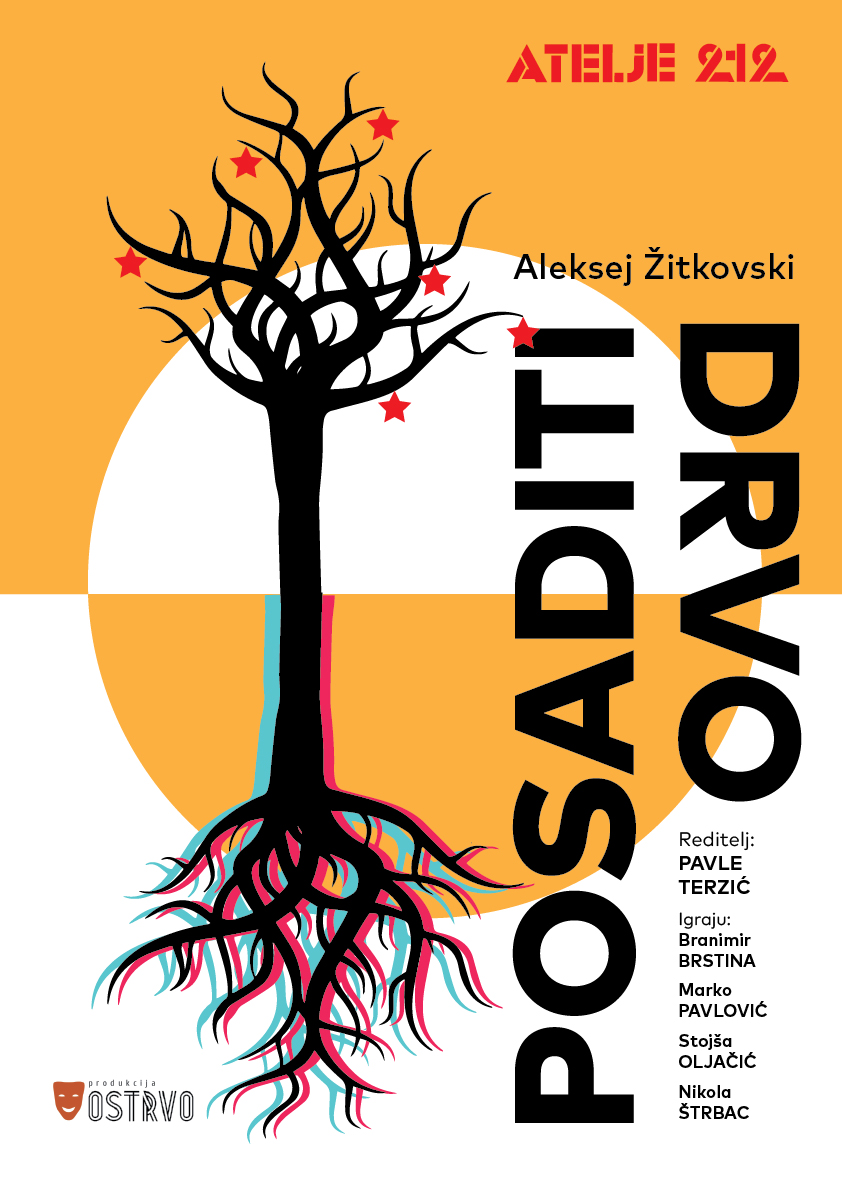 ATELJE 212
Aleksej Žitkovski
POSADITI
DRVO
Reditelj:
PAVLE
TERZIĆ
Igraju:
Branimir
BRSTINA
Marko
PAVLOVIĆ
Stojša
OLJAČIĆ
Nikola
ŠTRBAC
produkcija
OSTRVO